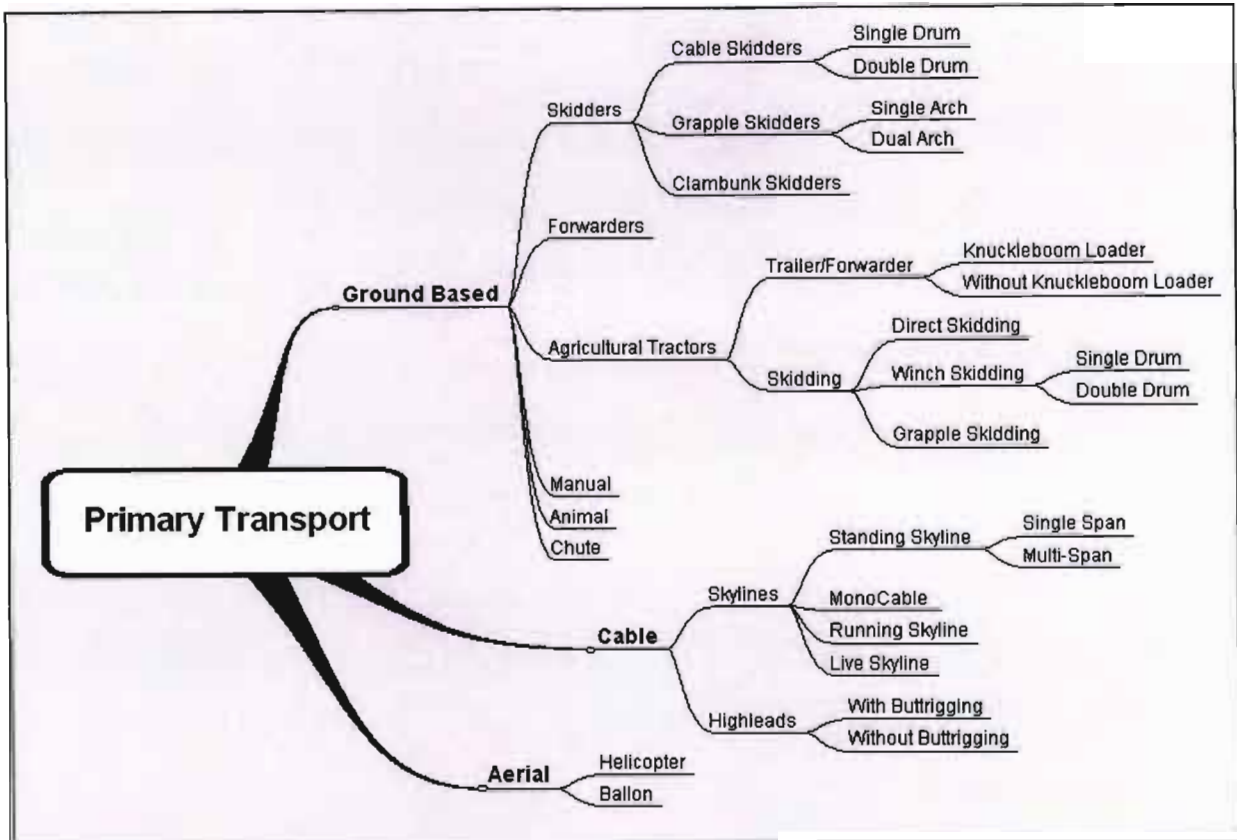 Primary Transport
Ground Based
Skidders
Cable Skidders
Single Drum
Double Drum
Grapple Skidders
Single Arch
Dual Arch
Clambunk Skidders
Forwarders
Agricultural Tractors
Trailer/Forwarder
Knuckleboom Loader
Without Knuckleboom Loader
Skidding
Direct Skidding
Winch Skidding
Single Drum
Double Drum
Grapple Skidding
Manual
Animal
Chute
Cable
Skylines
Standing Skyline
Single Span
Multi-Span
MonoCable
Running Skyline
Live Skyline
Highleads
With Buttrigging
Without Buttrigging
Aerial
Helicopter
Ballon